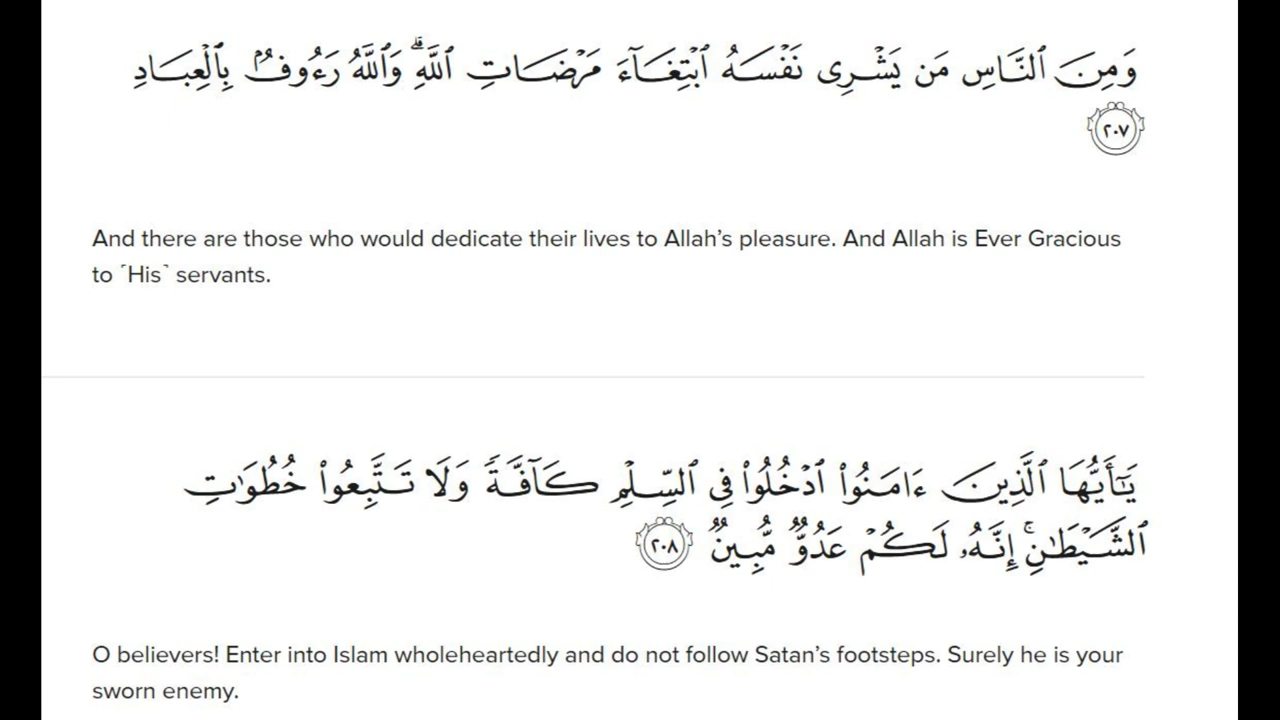 وَمِنَ ٱلنَّاسِ مَن يَشْرِى نَفْسَهُ ٱبْتِغَآءَ مَرْضَاتِ ٱللَّهِ ۗ وَٱللَّهُ رَءُوفٌۢ بِٱلْعِبَادِ
٢٠٧
And there are those who would dedicate their lives to Allah’s pleasure. And Allah is Ever Gracious
to ˊHisˋ servants.
يَـٰٓأَيُّهَا ٱلَّذِينَ ءَامَنُوا۟ ٱدْخُلُوا۟ فِى ٱلسِّلْمِ كَآفَّةً وَلَا تَتَّبِعُوا۟ خُطُوَٰتِ
ٱلشَّيْطَـٰنِ ۚ إِنَّهُۥ لَكُمْ عَدُوٌّ مُّبِينٌ ٢٠٨
O believers! Enter into Islam wholeheartedly and do not follow Satan’s footsteps. Surely he is your
sworn enemy.